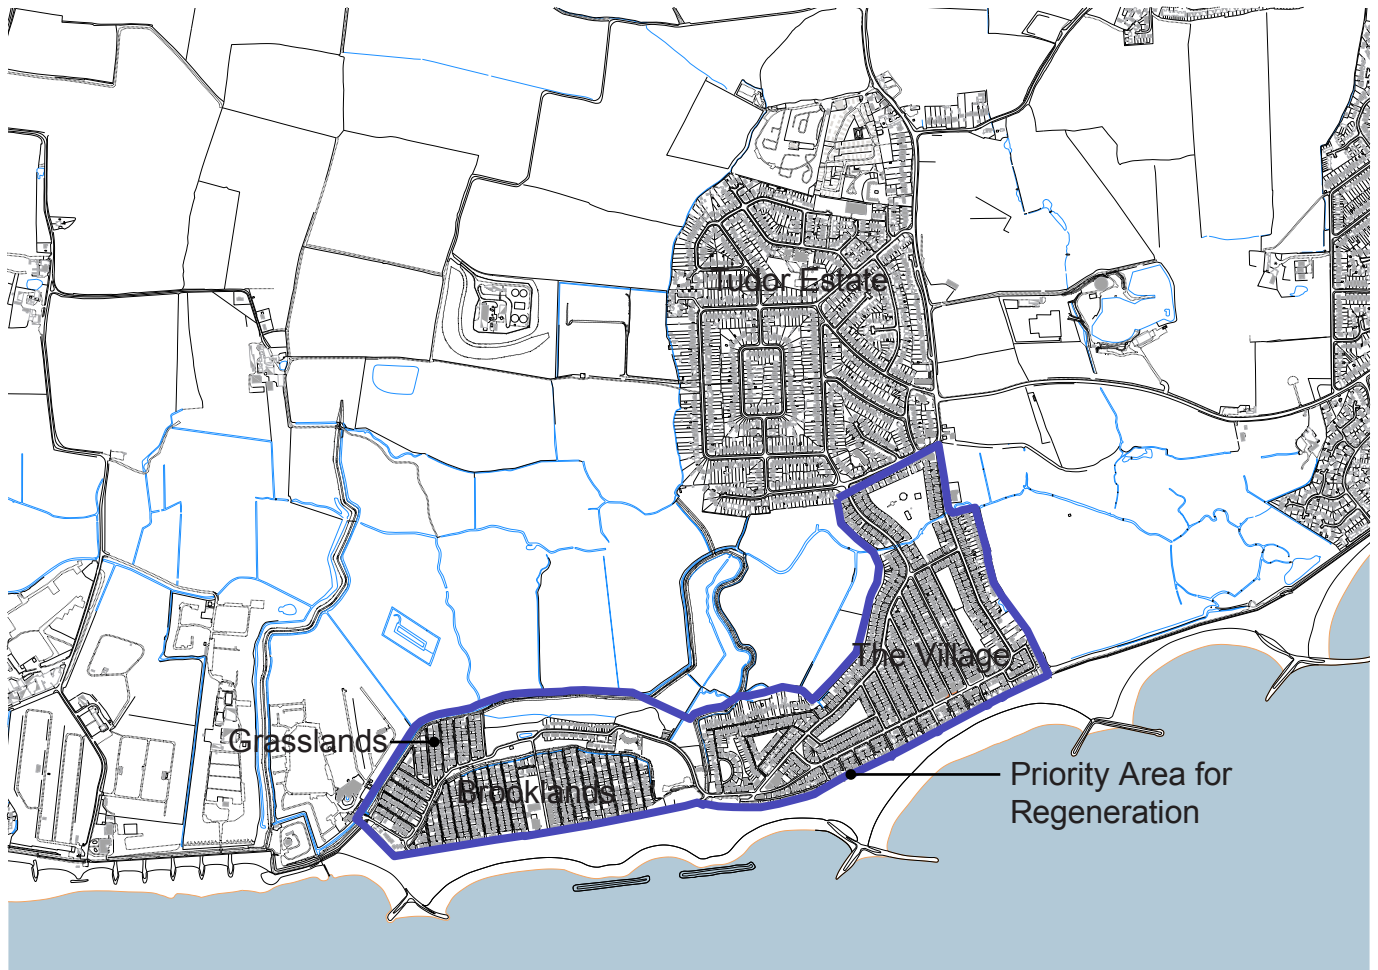 Tudor Estate
The Village
Grasslands
Brooklands
Priority Area for
Regeneration